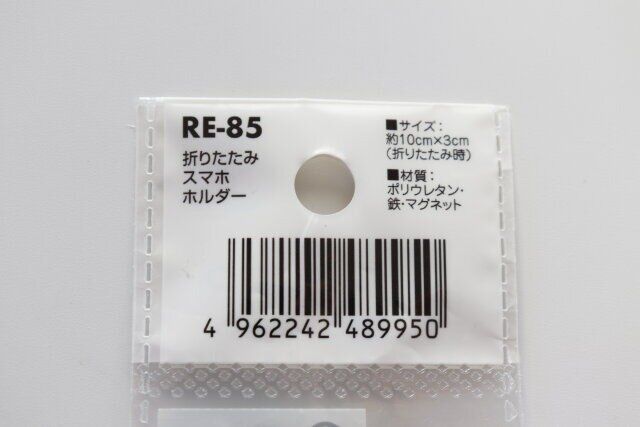 RE-85
折りたたみ
スマホ
ホルダー
■サイズ：
約10cm×3cm
(折りたたみ時)
■材質：
ポリウレタン・
鉄・マグネット
4 962242 489950